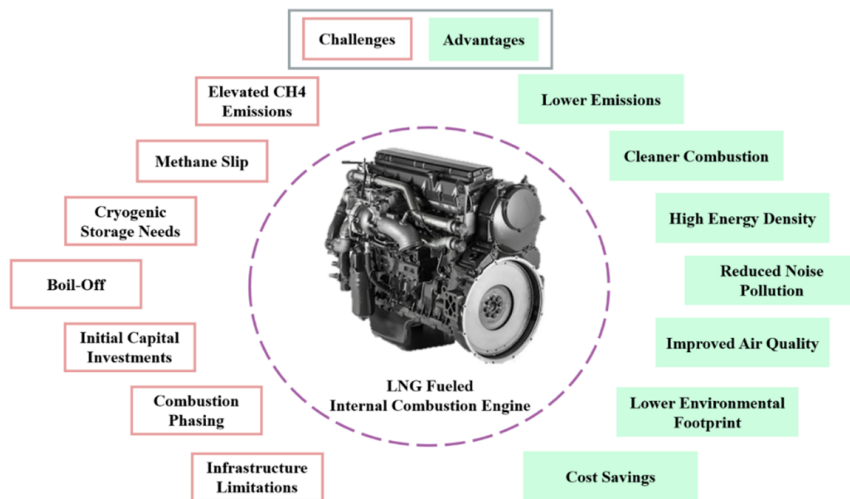 Challenges
Advantages
Elevated CH4
Emissions
Methane Slip
Cryogenic
Storage Needs
Boil-Off
Initial Capital
Investments
Combustion
Phasing
Infrastructure
Limitations
LNG Fueled
Internal Combustion Engine
Lower Emissions
Cleaner Combustion
High Energy Density
Reduced Noise
Pollution
Improved Air Quality
Lower Environmental
Footprint
Cost Savings